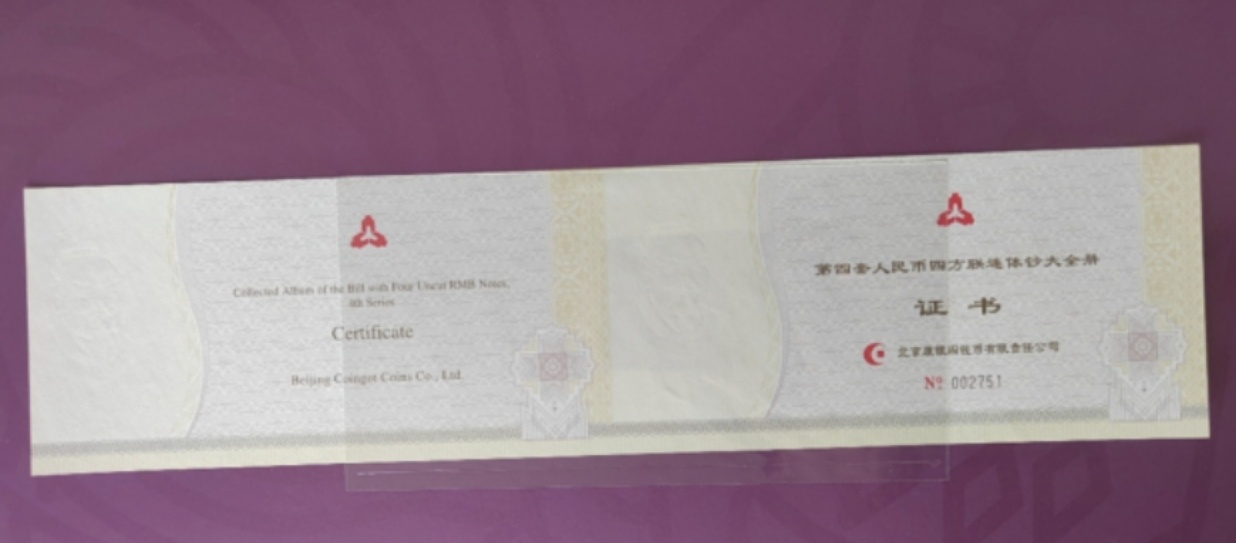 Collected Album of the Bill with Four Uncut RMB Notes,
4th Series
Certificate
Beijing Coinget Coins Co., Ltd.
第四套人民币四方联连体钞大全册
证 书
北京康银阁钱币有限责任公司
Nº 002751